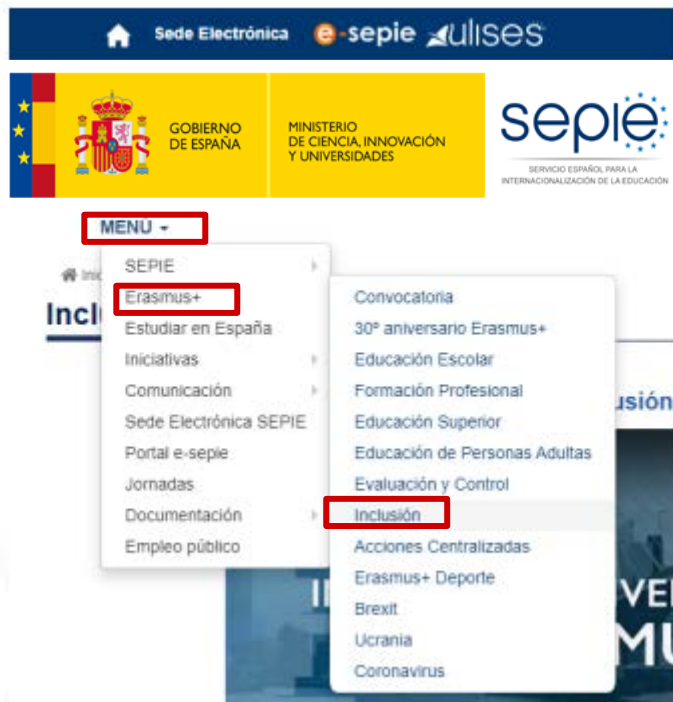 Sede Electrónica e-sepie ulises
GOBIERNO
DE ESPAÑA
MINISTERIO
DE CIENCIA, INNOVACIÓN
Y UNIVERSIDADES
sepie
SERVICIO ESPAÑOL PARA LA
INTERNACIONALIZACIÓN DE LA EDUCACIÓN
MENÚ
SEPIE
Erasmus+
Estudiar en España
Iniciativas
Comunicación
Sede Electrónica SEPIE
Portal e-sepie
Jornadas
Documentación
Empleo público
Convocatoria
30º aniversario Erasmus+
Educación Escolar
Formación Profesional
Educación Superior
Educación de Personas Adultas
Evaluación y Control
Inclusión
Acciones Centralizadas
Erasmus+ Deporte
Brexit
Ucrania
Coronavirus